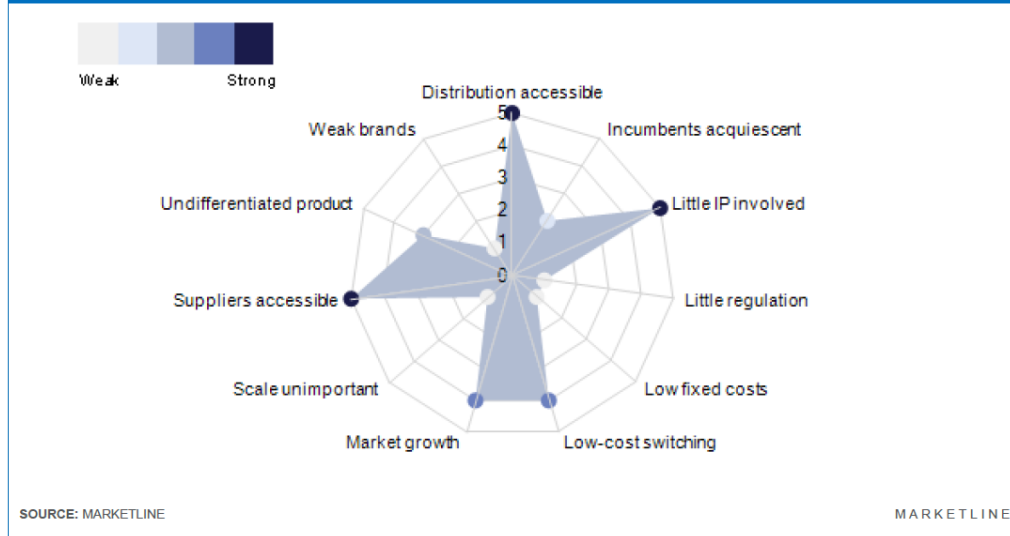 Weak Strong
Distribution accessible
Weak brands
Incumbents acquiescent
5
4
3
2
1
0
Undifferentiated product
Little IP involved
Suppliers accessible
Little regulation
Scale unimportant
Low fixed costs
Market growth
Low-cost switching
SOURCE: MARKETLINE
MARKETLINE